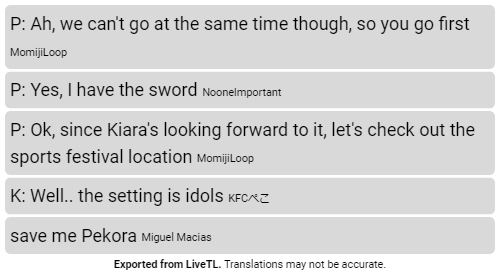 P: Ah, we can't go at the same time though, so you go first
MomijiLoop
P: Yes, I have the sword NooneImportant
P: Ok, since Kiara's looking forward to it, let's check out the
sports festival location MomijiLoop
K: Well.. the setting is idols KFCぺこ
save me Pekora Miguel Macias
Exported from LiveTL. Translations may not be accurate.